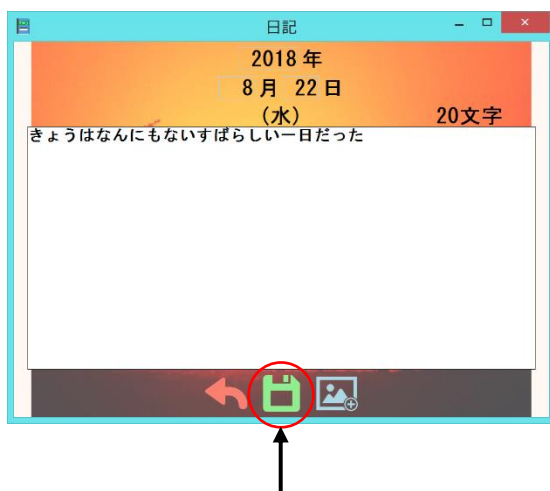 日記
2018 年
8 月 22 日
(水)
20文字
きょうはなんにもないすばらしい一日だった